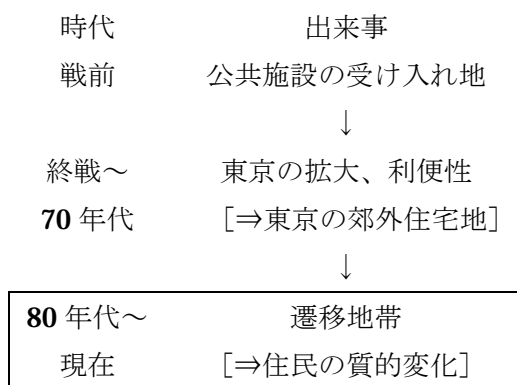 時代 出来事
戦前 公共施設の受け入れ地
↓
終戦～ 東京の拡大、利便性
70 年代 [⇒東京の郊外住宅地]
↓
80 年代～ 遷移地帯
現在 [⇒住民の質的変化]